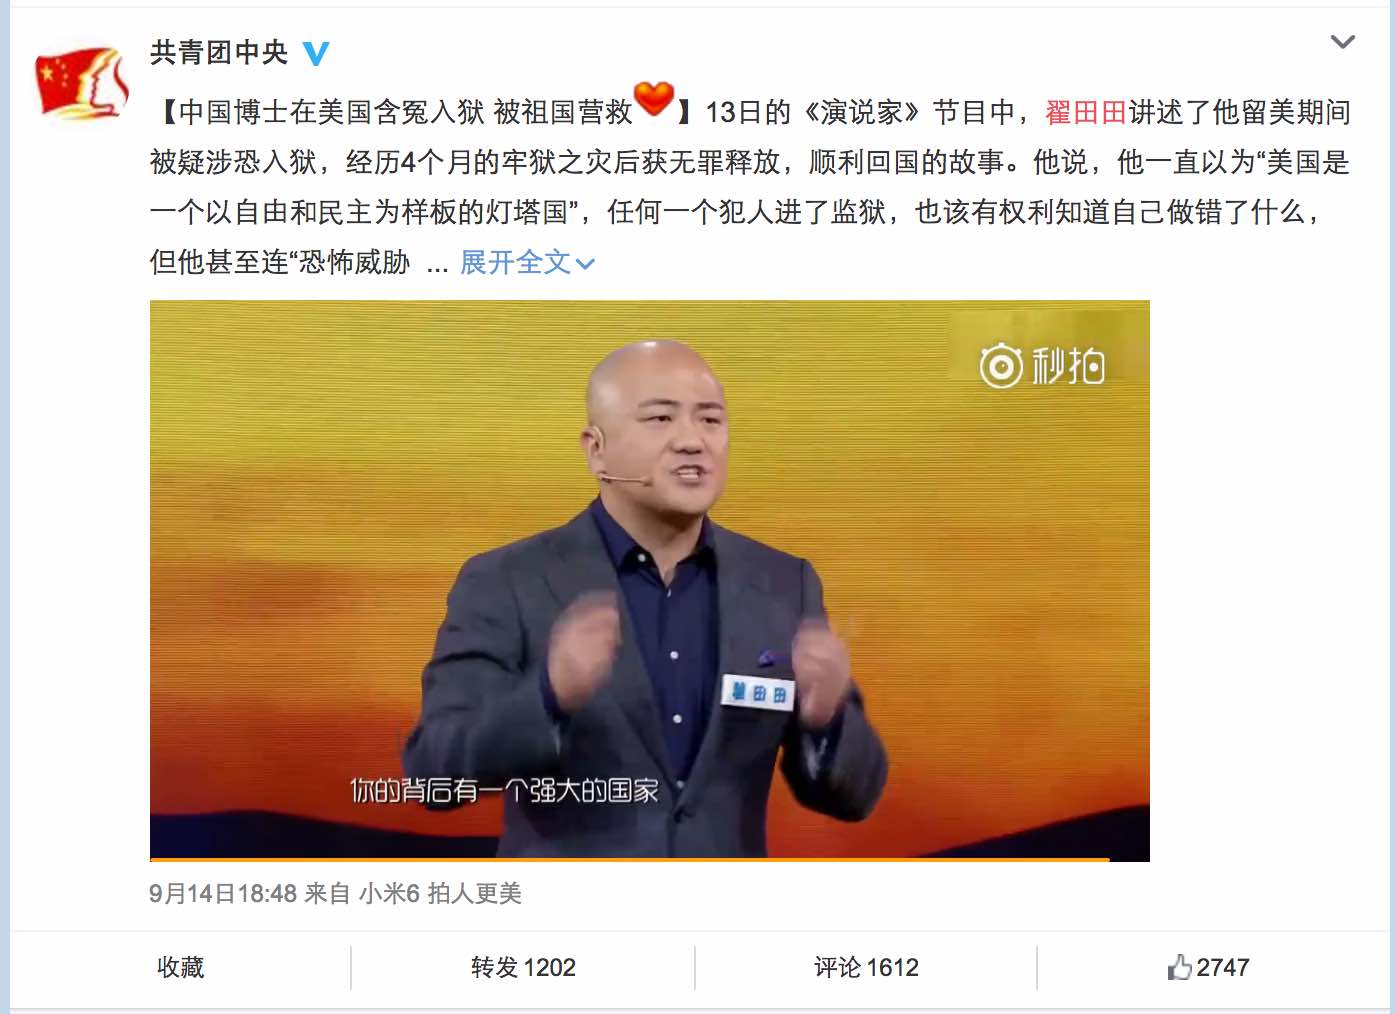 共青团中央
【中国博士在美国含冤入狱 被祖国营救】13日的《演说家》节目中，翟田田讲述了他留美期间
被疑涉恐入狱，经历4个月的牢狱之灾后获无罪释放，顺利回国的故事。他说，他一直以为“美国是
一个以自由和民主为样板的灯塔国”，任何一个犯人进了监狱，也该有权利知道自己做错了什么，
但他甚至连“恐怖威胁 ... 展开全文
秒拍
翟田田
你的背后有一个强大的国家
9月14日18:48 来自 小米6 拍人更美
收藏
转发 1202
评论 1612
2747